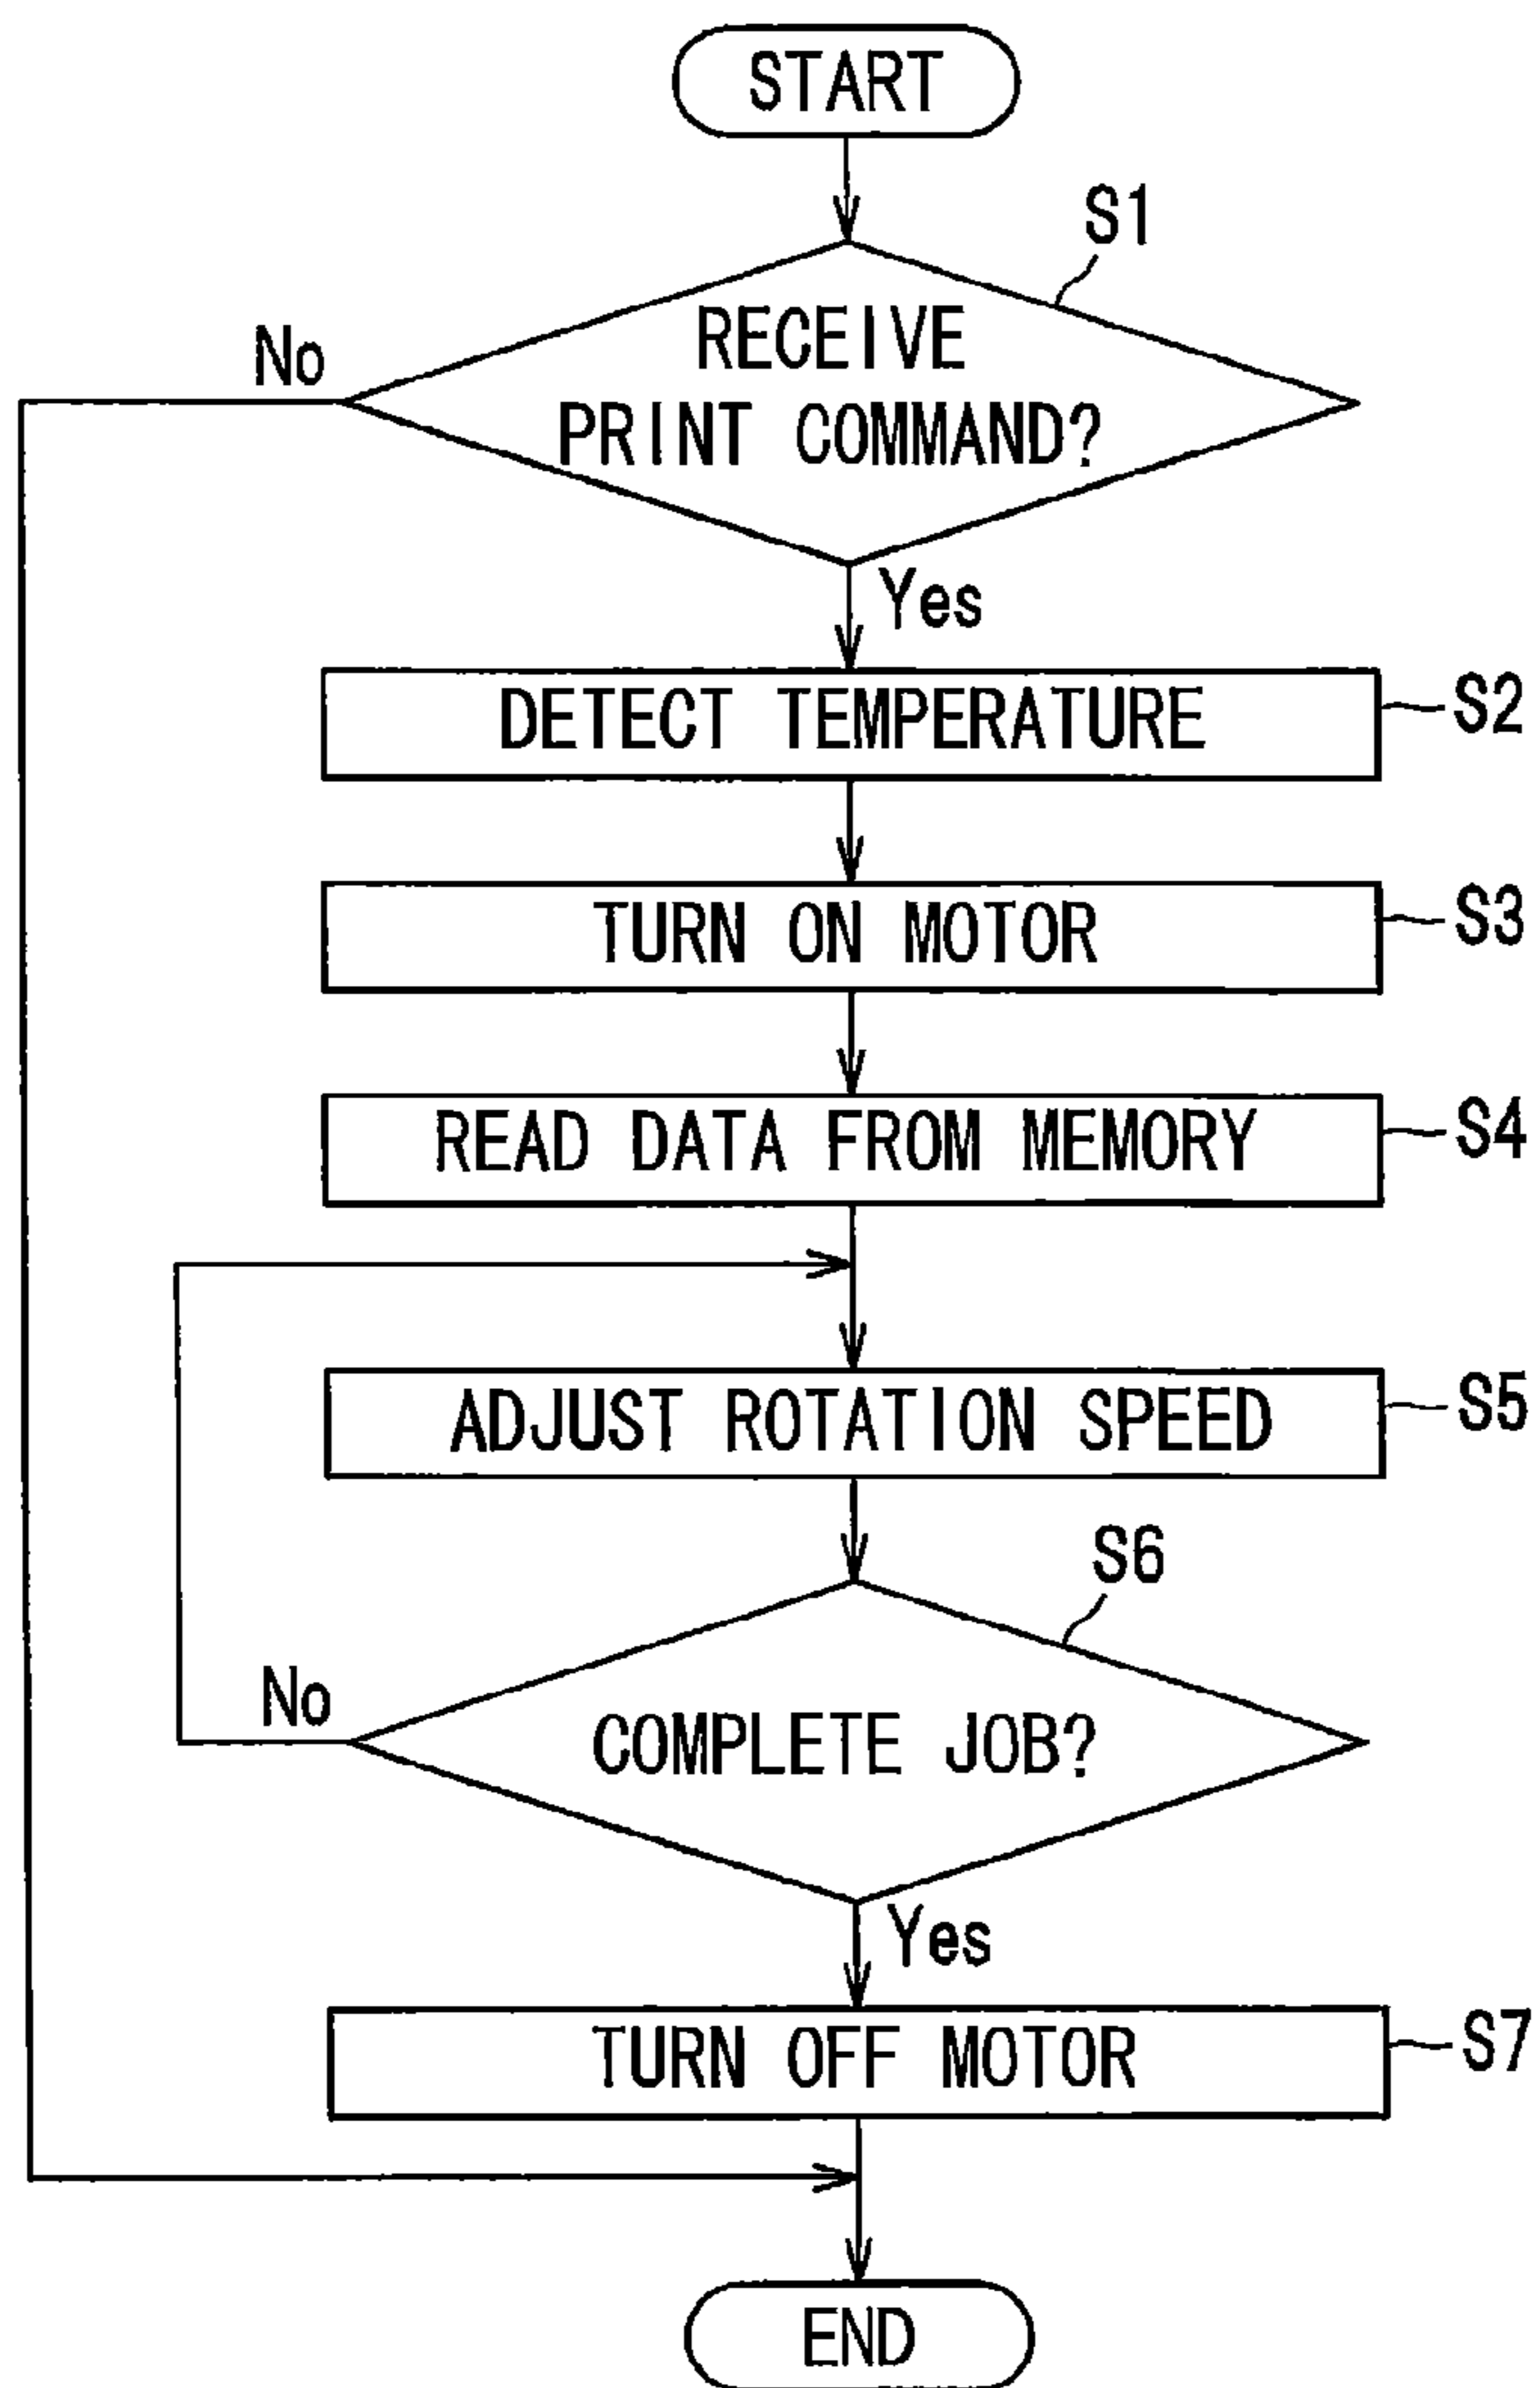 START
S1
No
RECEIVE
PRINT COMMAND?
Yes
DETECT TEMPERATURE
S2
TURN ON MOTOR
S3
READ DATA FROM MEMORY
S4
ADJUST ROTATION SPEED
S5
S6
No
COMPLETE JOB?
Yes
TURN OFF MOTOR
S7
END